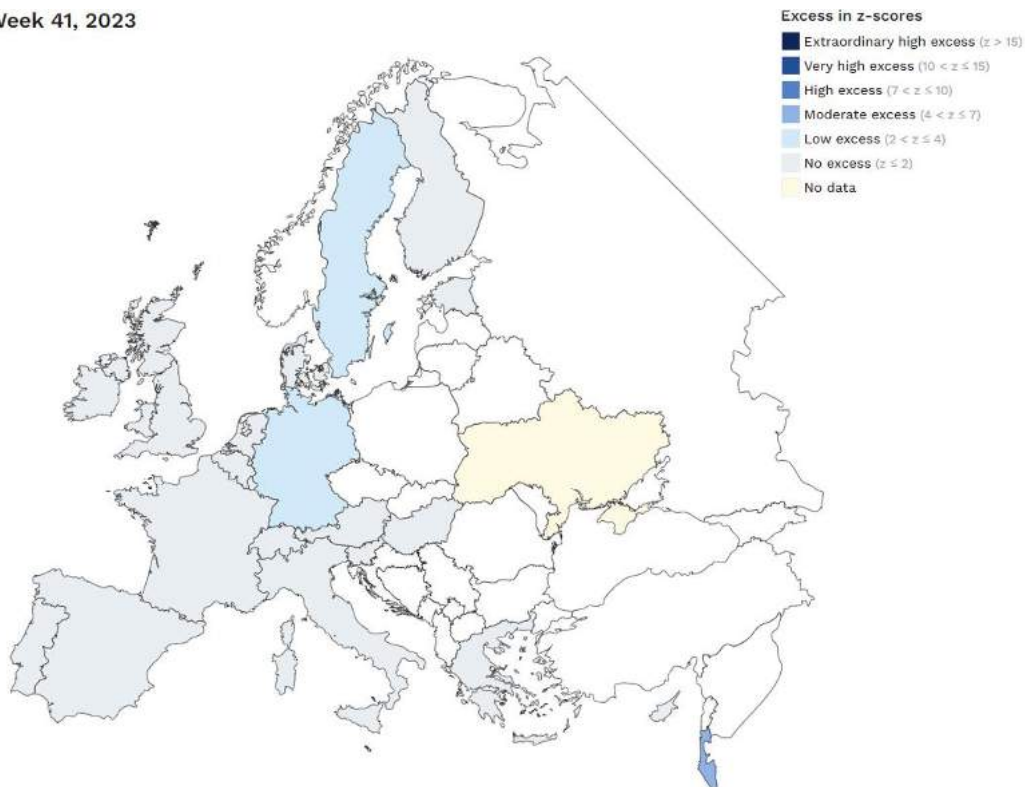 Week 41, 2023
Excess in z-scores
Extraordinary high excess (z > 15)
Very high excess (10 < z ≤ 15)
High excess (7 < z ≤ 10)
Moderate excess (4 < z ≤ 7)
Low excess (2 < z ≤ 4)
No excess (z ≤ 2)
No data